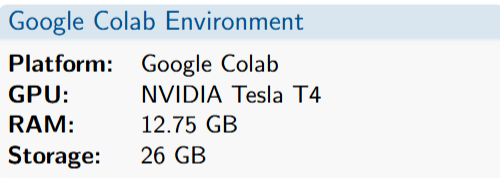 Google Colab Environment
Platform: Google Colab
GPU: NVIDIA Tesla T4
RAM: 12.75 GB
Storage: 26 GB